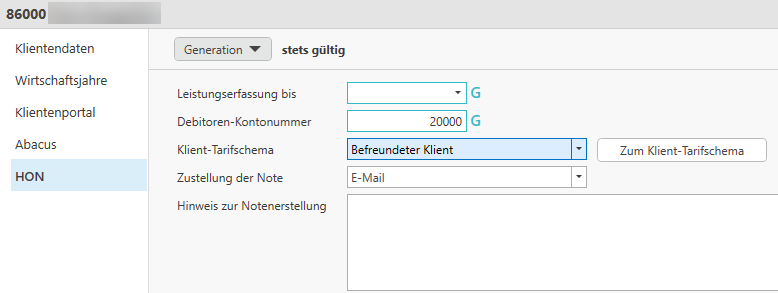 86000
Klientendaten
Wirtschaftsjahre
Klientenportal
Abacus
HON
Generation stets gültig
Leistungserfassung bis G
Debitoren-Kontonummer 20000 G
Klient-Tarifschema Befreundeter Klient Zum Klient-Tarifschema
Zustellung der Note E-Mail
Hinweis zur Notenerstellung